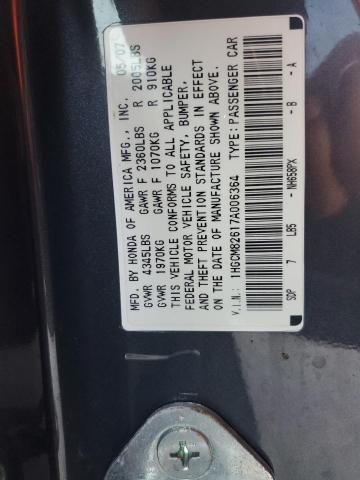 MFD. BY HONDA OF AMERICA MFG., INC. 05/07
GVWR 4345LBS GAWR F 2360LBS R 2005LBS
GVWR 1970KG GAWR F 1070KG R 910KG
THIS VEHICLE CONFORMS TO ALL APPLICABLE
FEDERAL MOTOR VEHICLE SAFETY, BUMPER,
AND THEFT PREVENTION STANDARDS IN EFFECT
ON THE DATE OF MANUFACTURE SHOWN ABOVE.
V.I.N.: 1HGCM82617A006364 TYPE:PASSENGER CAR
SDP 7 LBS - NH658PX - B - A